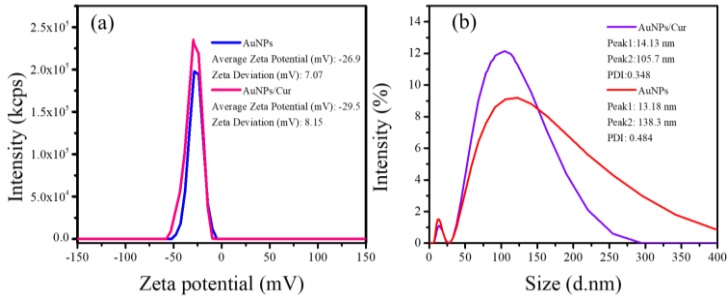 (a)
AuNPs
Average Zeta Potential (mV): -26.9
Zeta Deviation (mV): 7.07
AuNPs/Cur
Average Zeta Potential (mV): -29.5
Zeta Deviation (mV): 8.15
Intensity (kcps)
2.5x10⁵
2.0x10⁵
1.5x10⁵
1.0x10⁵
5.0x10⁴
0.0
-150 -100 -50 0 50 100 150
Zeta potential (mV)
(b)
AuNPs/Cur
Peak1:14.13 nm
Peak2:105.7 nm
PDI:0.348
AuNPs
Peak1: 13.18 nm
Peak2: 138.3 nm
PDI: 0.484
Intensity (%)
14
12
10
8
6
4
2
0
0 50 100 150 200 250 300 350 400
Size (d.nm)